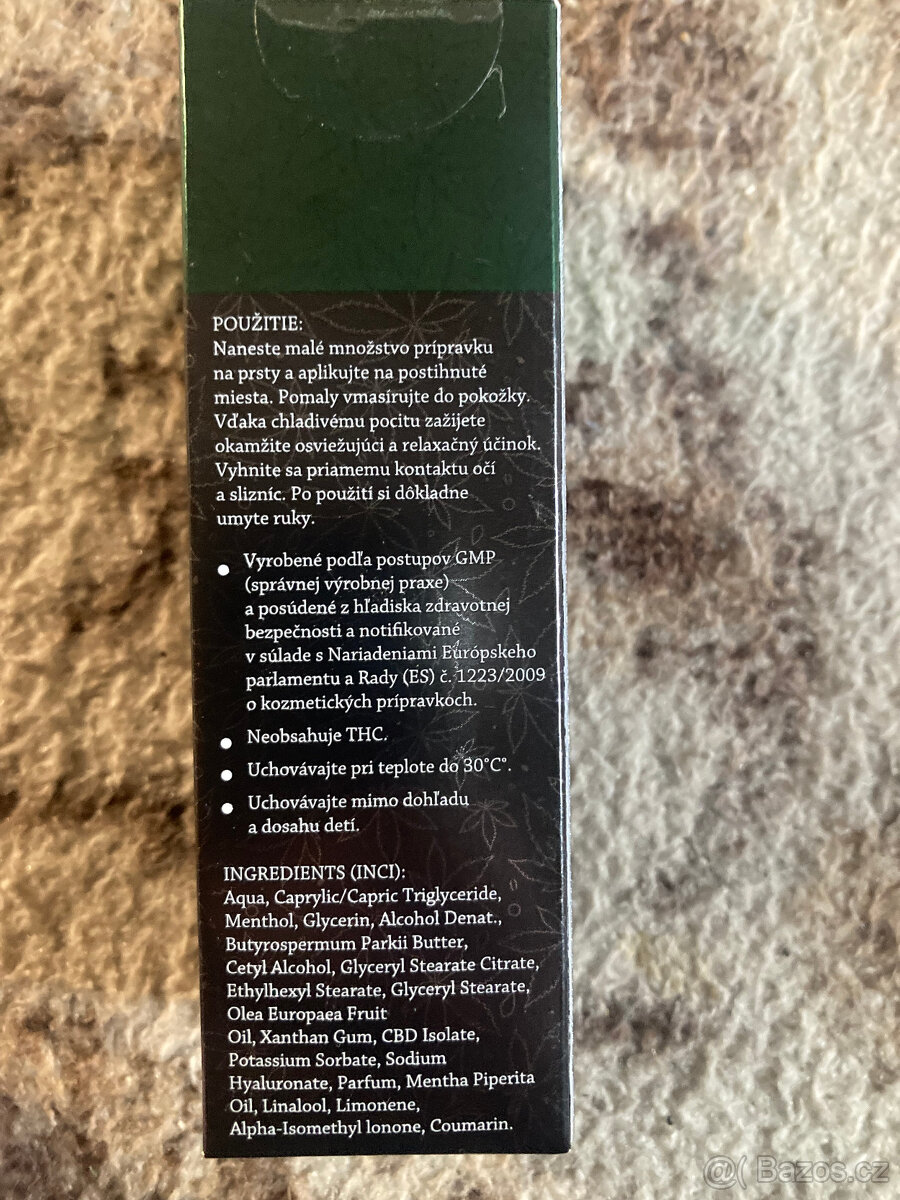 POUŽITIE:
Naneste malé množstvo prípravku
na prsty a aplikujte na postihnuté
miesta. Pomaly vmasírujte do pokožky.
Vďaka chladivému pocitu zažijete
okamžite osviežujúci a relaxačný účinok.
Vyhnite sa priamemu kontaktu očí
a slizníc. Po použití si dôkladne
umyte ruky.
Vyrobené podľa postupov GMP
(správnej výrobnej praxe)
a posúdené z hľadiska zdravotnej
bezpečnosti a notifikované
v súlade s Nariadeniami Európskeho
parlamentu a Rady (ES) č. 1223/2009
o kozmetických prípravkoch.
Neobsahuje THC.
Uchovávajte pri teplote do 30°C°.
Uchovávajte mimo dohľadu
a dosahu detí.
INGREDIENTS (INCI):
Aqua, Caprylic/Capric Triglyceride,
Menthol, Glycerin, Alcohol Denat.,
Butyrospermum Parkii Butter,
Cetyl Alcohol, Glyceryl Stearate Citrate,
Ethylhexyl Stearate, Glyceryl Stearate,
Olea Europaea Fruit
Oil, Xanthan Gum, CBD Isolate,
Potassium Sorbate, Sodium
Hyaluronate, Parfum, Mentha Piperita
Oil, Linalool, Limonene,
Alpha-Isomethyl lonone, Coumarin.
@( Bazos.cz